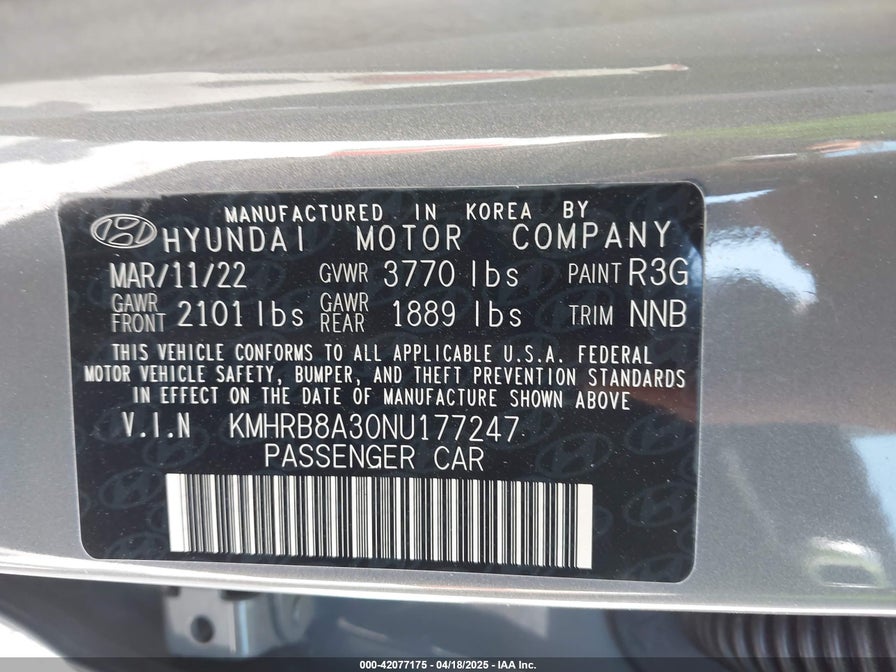 MANUFACTURED IN KOREA BY
HYUNDAI MOTOR COMPANY
MAR/11/22 GVWR 3770 lbs PAINT R3G
GAWR FRONT 2101 lbs GAWR REAR 1889 lbs TRIM NNB
THIS VEHICLE CONFORMS TO ALL APPLICABLE U.S.A. FEDERAL
MOTOR VEHICLE SAFETY, BUMPER, AND THEFT PREVENTION STANDARDS
IN EFFECT ON THE DATE OF MANUFACTURE SHOWN ABOVE
V.I.N KMHRB8A30NU177247
PASSENGER CAR
000-42077175 - 04/18/2025 - IAA Inc.